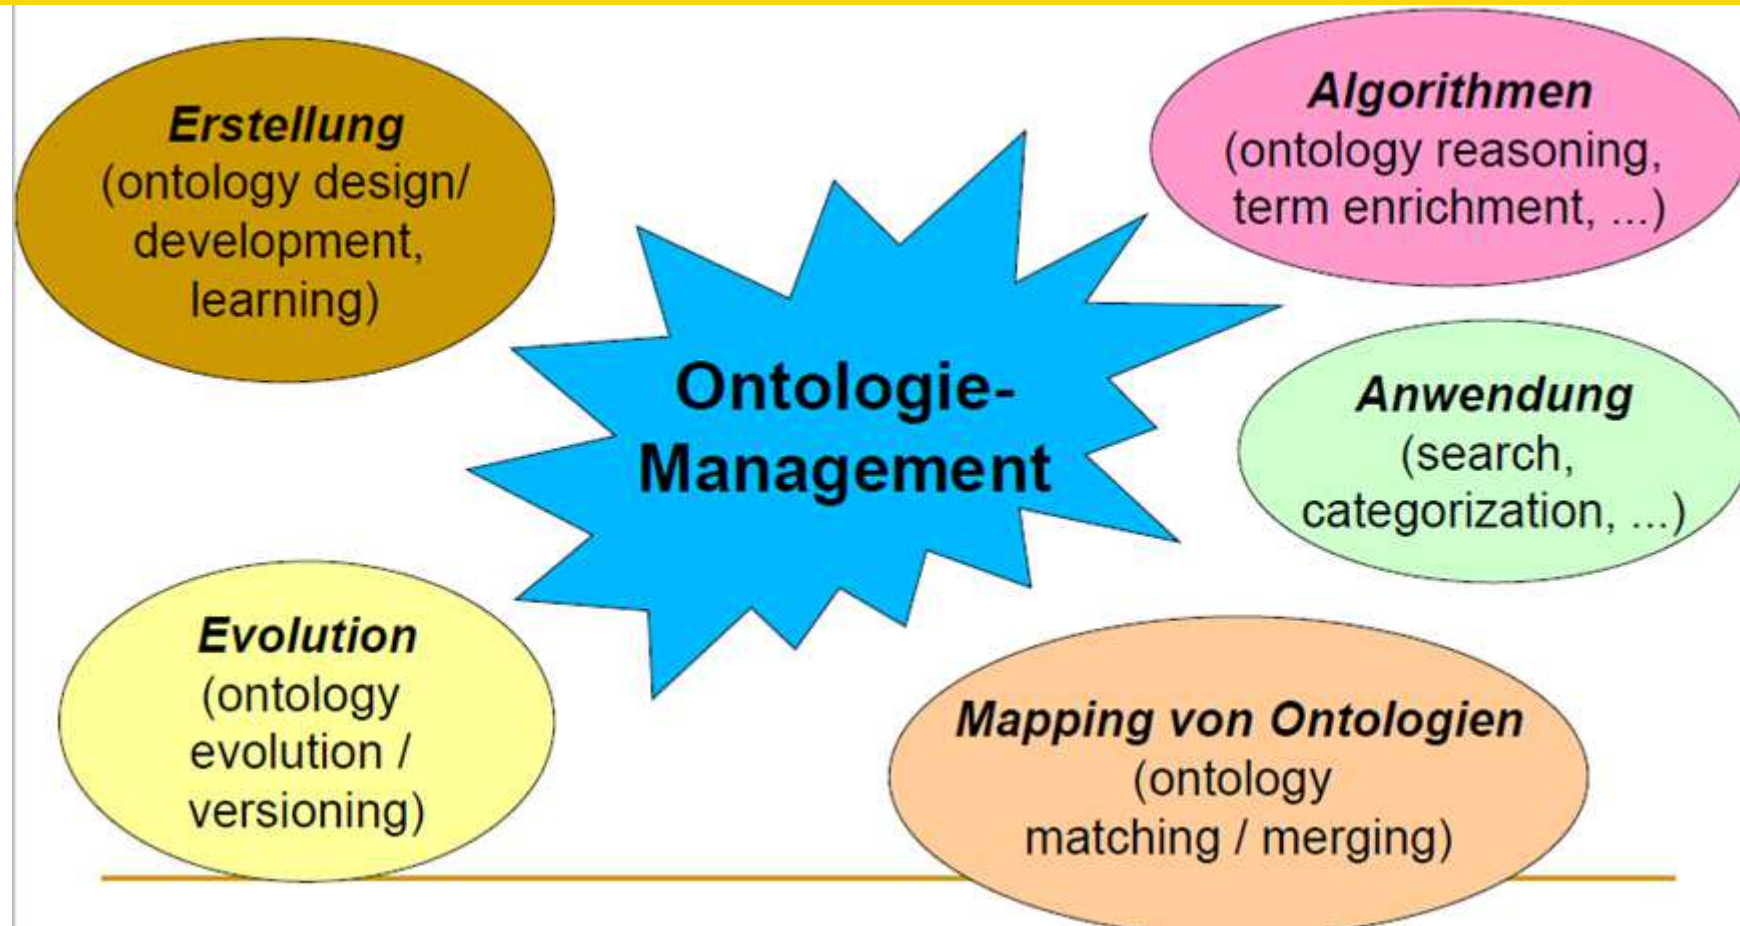 Erstellung
(ontology design/
development,
learning)
Algorithmen
(ontology reasoning,
term enrichment, ...)
Ontologie-
Management
Anwendung
(search,
categorization, ...)
Evolution
(ontology
evolution /
versioning)
Mapping von Ontologien
(ontology
matching / merging)